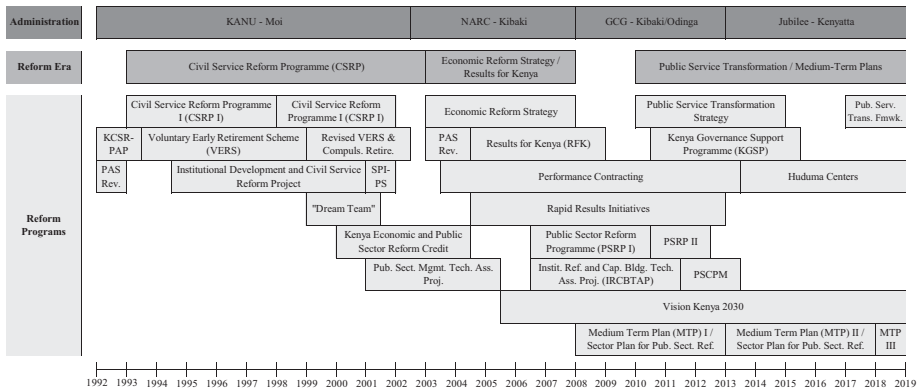 Administration
KANU - Moi
NARC - Kibaki
GCG - Kibaki/Odinga
Jubilee - Kenyatta
Reform Era
Civil Service Reform Programme (CSRP)
Economic Reform Strategy /
Results for Kenya
Public Service Transformation / Medium-Term Plans
Reform
Programs
Civil Service Reform Programme
I (CSRP I)
Civil Service Reform
Programme I (CSRP I)
Economic Reform Strategy
Public Service Transformation
Strategy
Pub. Serv.
Trans. Fmwk.
KCSR-
PAP
Voluntary Early Retirement Scheme
(VERS)
Revised VERS &
Compuls. Retire.
PAS
Rev.
Results for Kenya (RFK)
Kenya Governance Support
Programme (KGSP)
PAS
Rev.
Institutional Development and Civil Service
Reform Project
SPI-
PS
Performance Contracting
Huduma Centers
"Dream Team"
Rapid Results Initiatives
Kenya Economic and Public
Sector Reform Credit
Public Sector Reform
Programme (PSRP I)
PSRP II
Pub. Sect. Mgmt. Tech. Ass.
Proj.
Instit. Ref. and Cap. Bldg. Tech.
Ass. Proj. (IRCBTAP)
PSCPM
Vision Kenya 2030
Medium Term Plan (MTP) I /
Sector Plan for Pub. Sect. Ref.
Medium Term Plan (MTP) II /
Sector Plan for Pub. Sect. Ref.
MTP
III
1992 1993 1994 1995 1996 1997 1998 1999 2000 2001 2002 2003 2004 2005 2006 2007 2008 2009 2010 2011 2012 2013 2014 2015 2016 2017 2018 2019